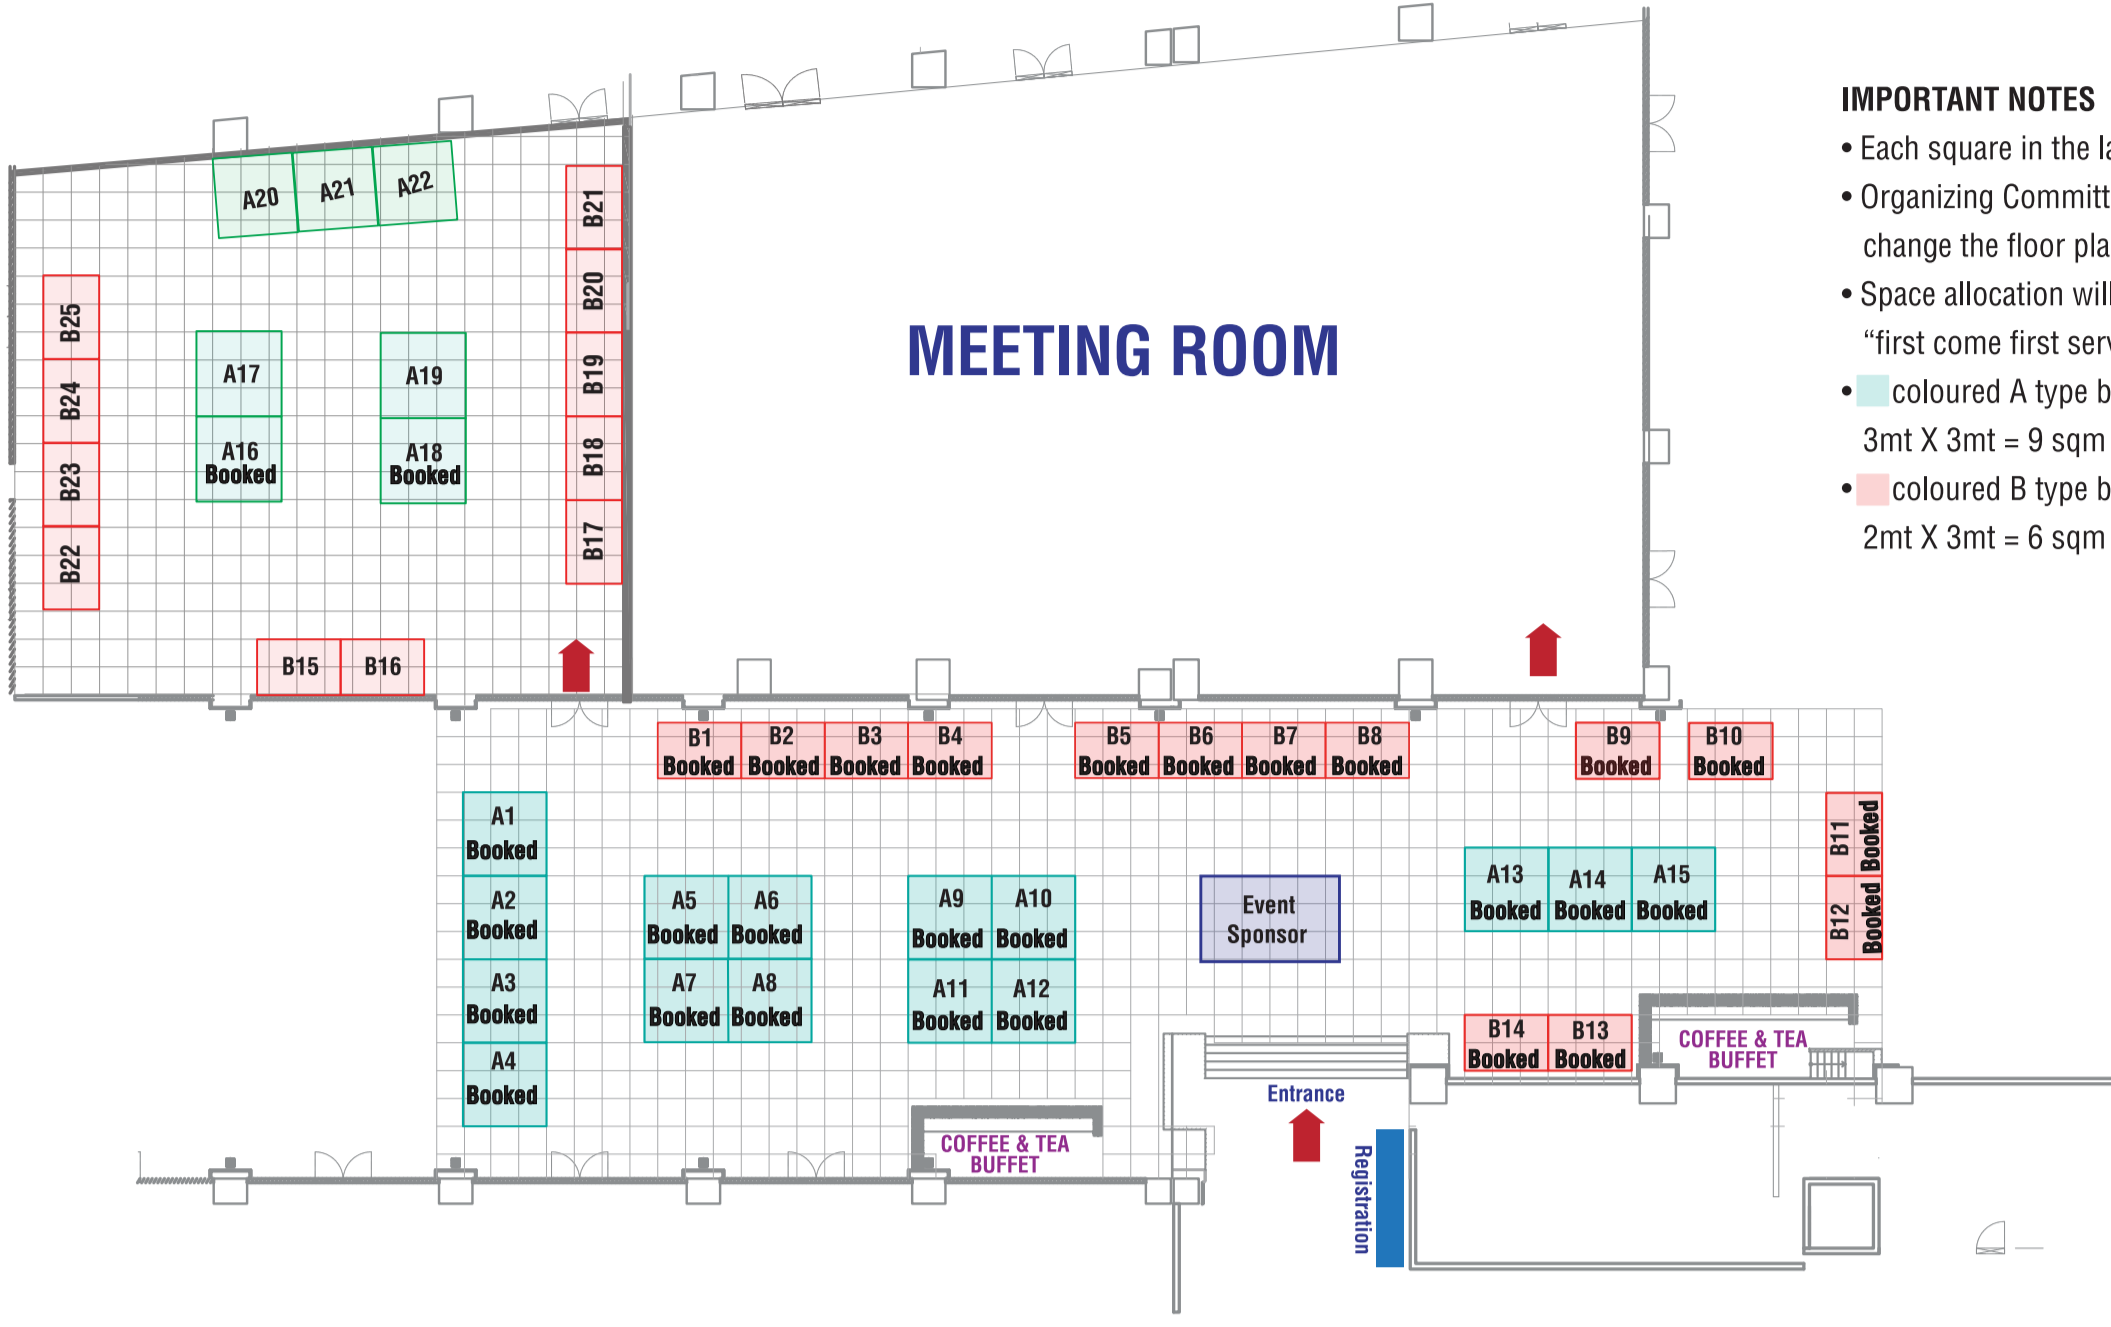 IMPORTANT NOTES
• Each square in the la
• Organizing Committ
change the floor pla
• Space allocation will
“first come first serv
• coloured A type b
3mt X 3mt = 9 sqm
• coloured B type b
2mt X 3mt = 6 sqm
MEETING ROOM
A20
A21
A22
B21
B20
B19
B18
B17
B25
B24
B23
B22
A17
A16
Booked
A19
A18
Booked
B15
B16
B1
Booked
B2
Booked
B3
Booked
B4
Booked
B5
Booked
B6
Booked
B7
Booked
B8
Booked
B9
Booked
B10
Booked
B11
Booked
B12
Booked
A1
Booked
A2
Booked
A3
Booked
A4
Booked
A5
Booked
A6
Booked
A7
Booked
A8
Booked
A9
Booked
A10
Booked
A11
Booked
A12
Booked
Event
Sponsor
A13
Booked
A14
Booked
A15
Booked
B14
Booked
B13
Booked
COFFEE & TEA
BUFFET
Entrance
COFFEE & TEA
BUFFET
Registration